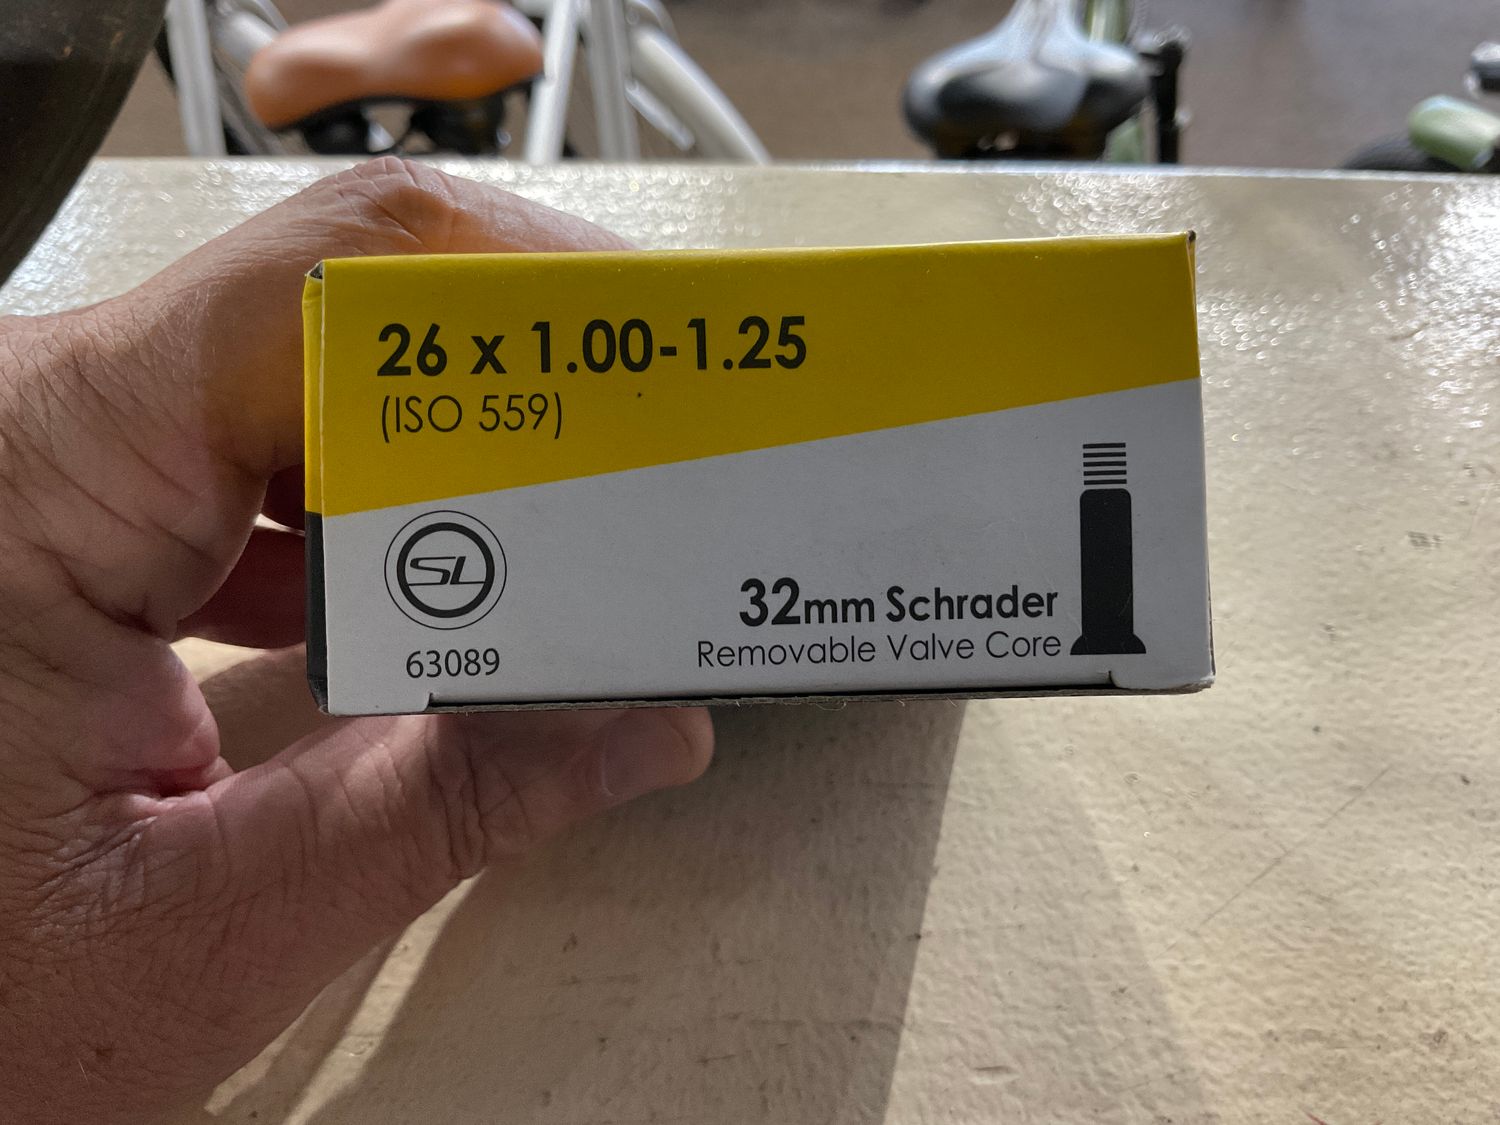 26 x 1.00-1.25
(ISO 559)
SL
63089
32mm Schrader
Removable Valve Core